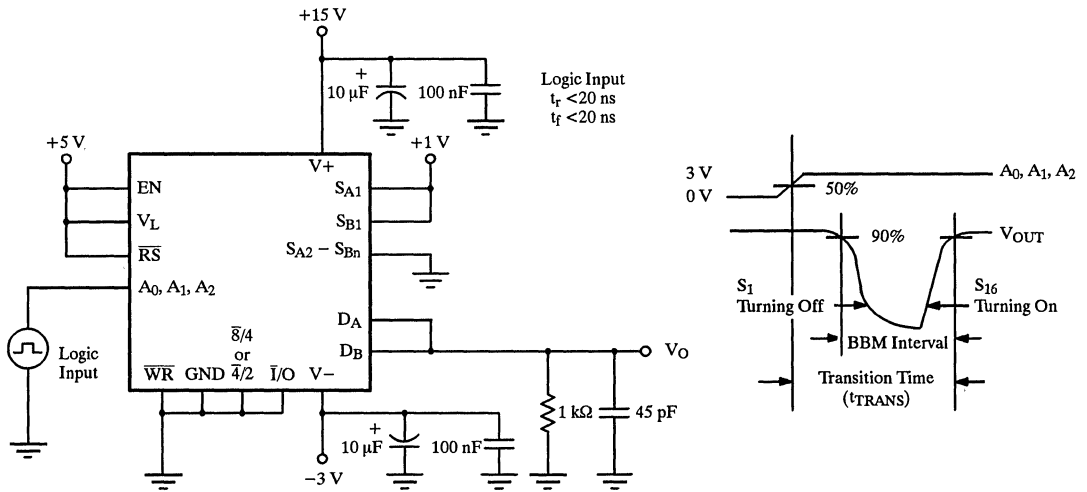 +15 V
+
10 µF
100 nF
Logic Input
tr <20 ns
tf <20 ns
+5 V
+1 V
V+
EN
SA1
VL
SB1
R̅S̅
SA2 – SBn
A0, A1, A2
DA
DB
VO
Logic
Input
8̅/4
or
4̅/2
W̅R̅
GND
I̅/O
V–
+
10 µF
100 nF
1 kΩ
45 pF
–3 V
3 V
0 V
50%
A0, A1, A2
90%
VOUT
S1
Turning Off
S16
Turning On
BBM Interval
Transition Time
(tTRANS)